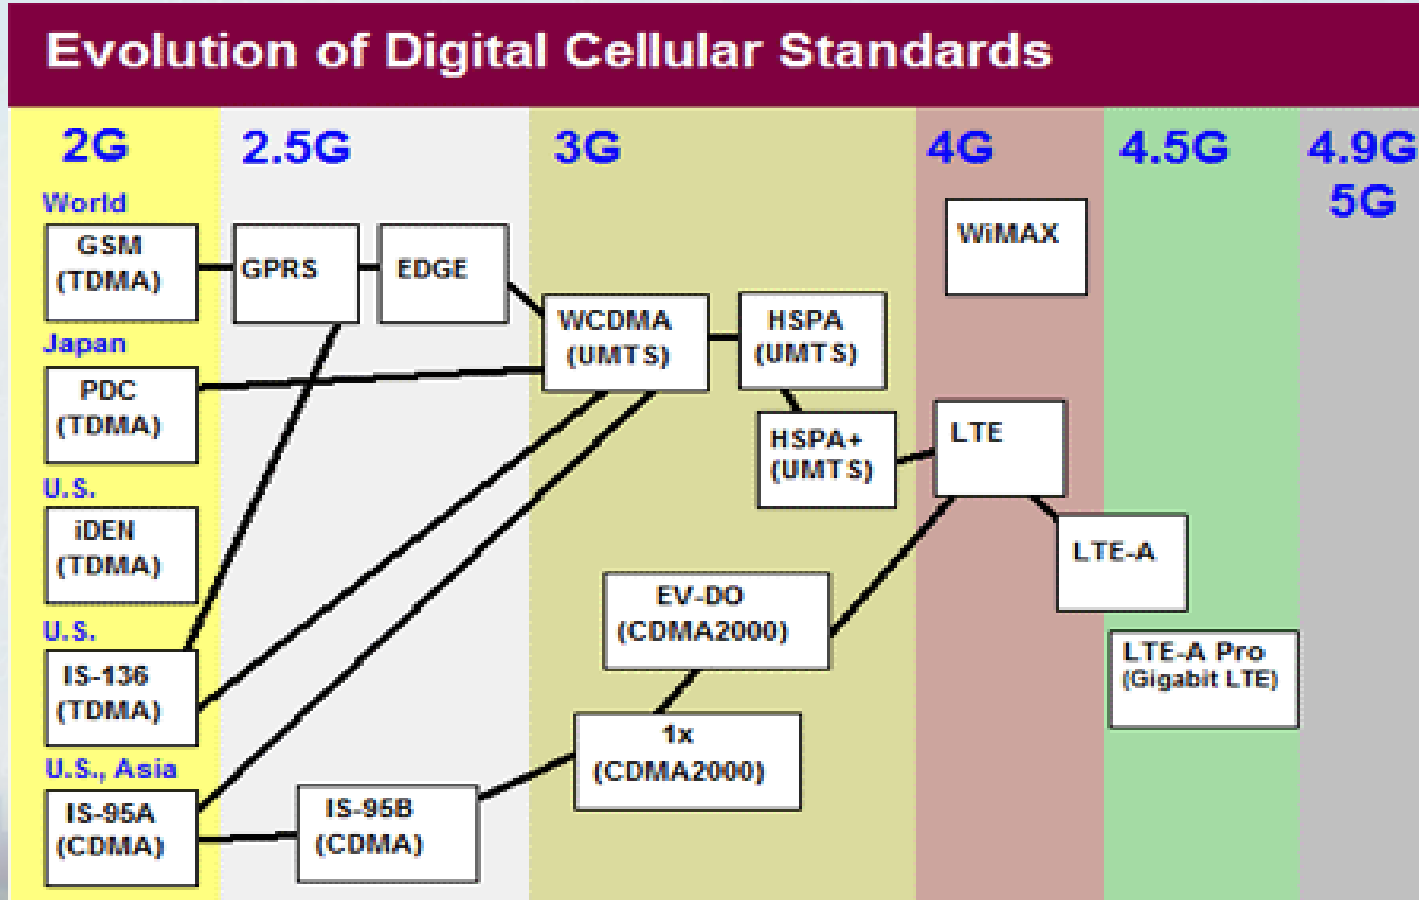 Evolution of Digital Cellular Standards
2G
2.5G
3G
4G
4.5G
4.9G
5G
World
GSM
(TDMA)
GPRS
EDGE
WCDMA
(UMTS)
HSPA
(UMTS)
HSPA+
(UMTS)
WiMAX
LTE
LTE-A
LTE-A Pro
(Gigabit LTE)
Japan
PDC
(TDMA)
U.S.
iDEN
(TDMA)
U.S.
IS-136
(TDMA)
EV-DO
(CDMA2000)
1x
(CDMA2000)
U.S., Asia
IS-95A
(CDMA)
IS-95B
(CDMA)